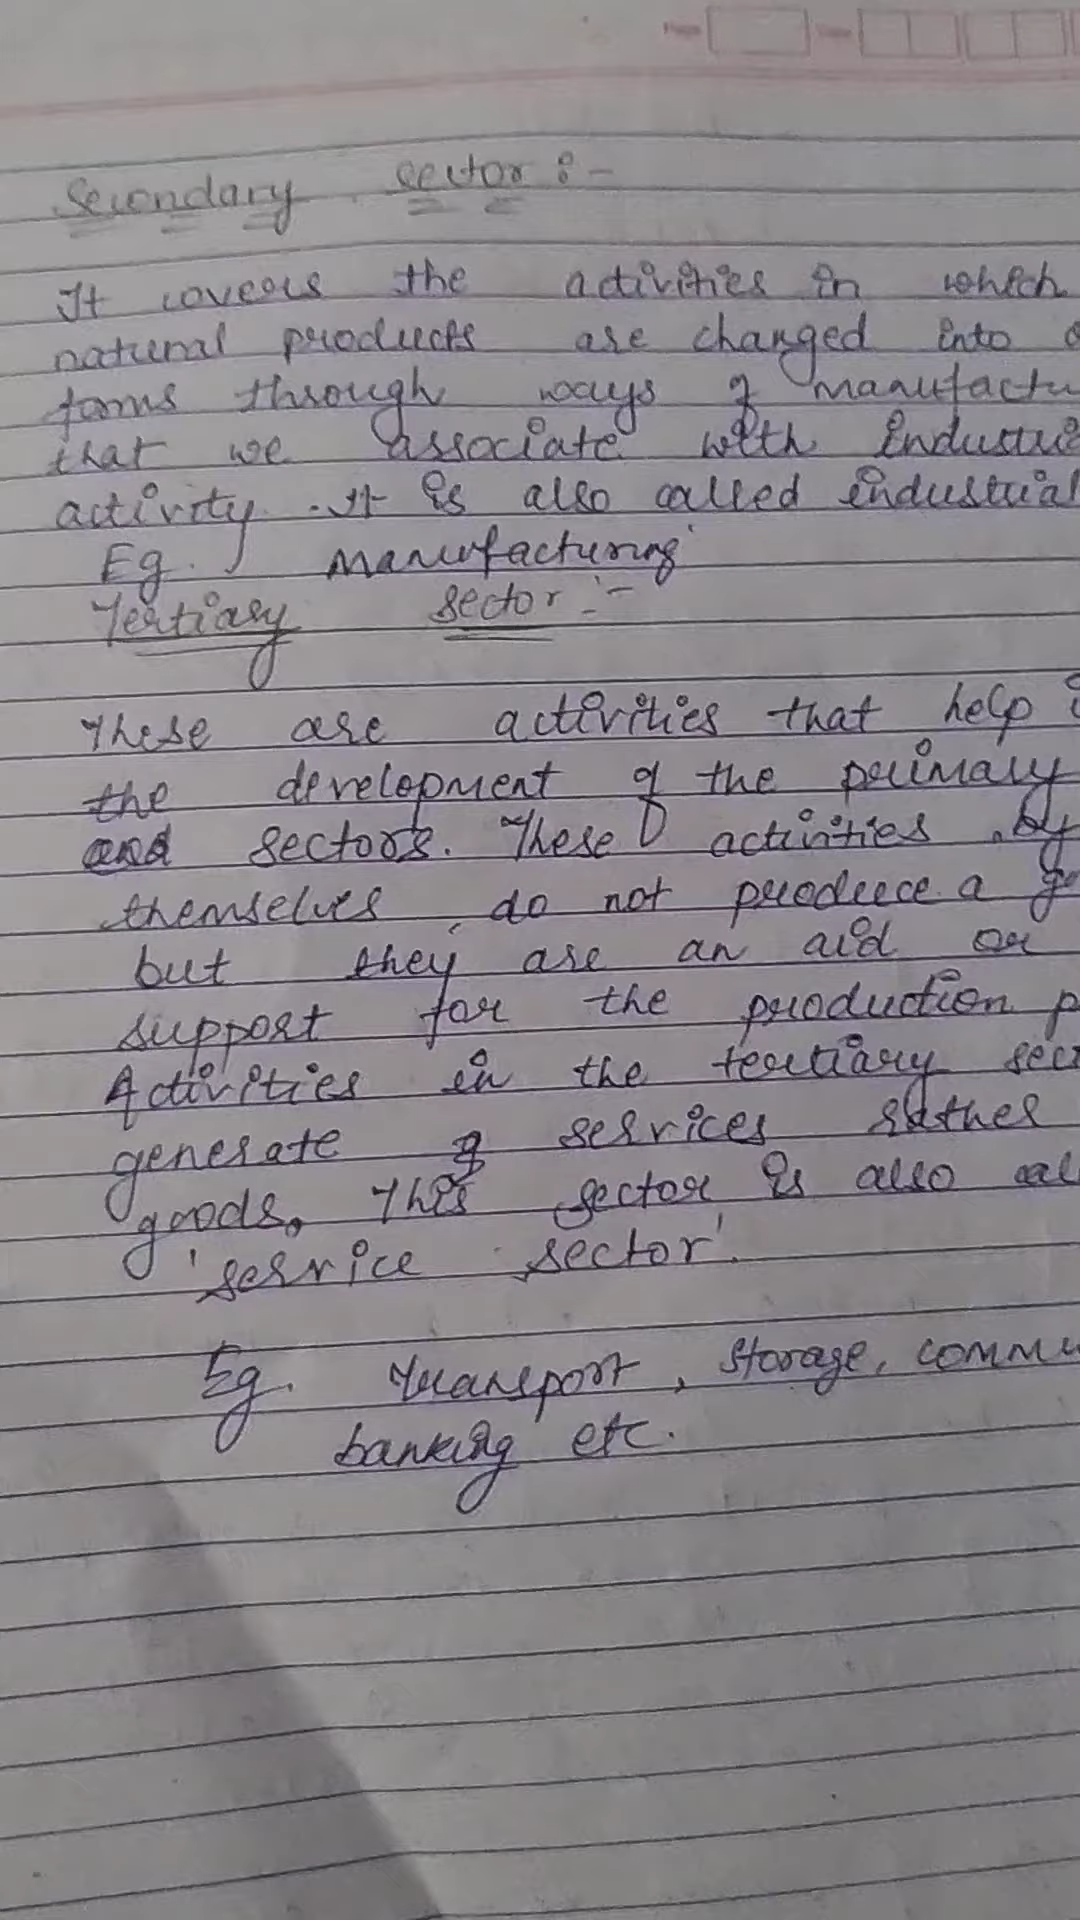 Page Date
Secondary sector :-
It covers the activities in which
natural products are changed into
forms through ways of manufactu
that we associate with industri
activity. It is also called industrial
Eg. manufacturing
Tertiary sector :-
These are activities that help
the development of the primary
and sectors. These activities by
themselves do not produce a
but they are an aid or
support for the production p
Activities in the tertiary sec
generate services rather
goods. This sector is also cal
'service sector'.
Eg. Transport, storage, commu
banking etc.